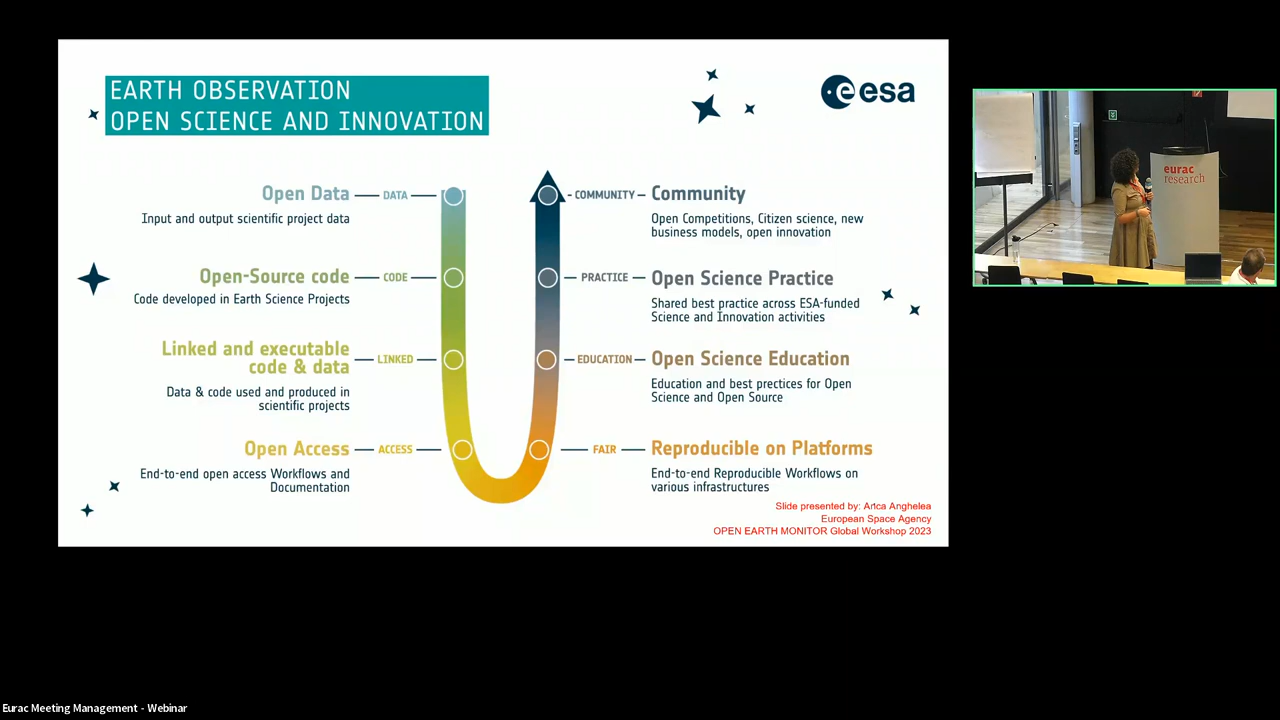 EARTH OBSERVATION
OPEN SCIENCE AND INNOVATION
esa
Open Data
DATA
Input and output scientific project data
Open-Source code
CODE
Code developed in Earth Science Projects
Linked and executable
code & data
LINKED
Data & code used and produced in
scientific projects
Open Access
ACCESS
End-to-end open access Workflows and
Documentation
COMMUNITY
Community
Open Competitions, Citizen science, new
business models, open innovation
PRACTICE
Open Science Practice
Shared best practice across ESA-funded
Science and Innovation activities
EDUCATION
Open Science Education
Education and best prectices for Open
Science and Open Source
FAIR
Reproducible on Platforms
End-to-end Reproducible Workflows on
various infrastructures
Slide presented by: Anca Anghelea
European Space Agency
OPEN EARTH MONITOR Global Workshop 2023
eurac
research
Eurac Meeting Management - Webinar